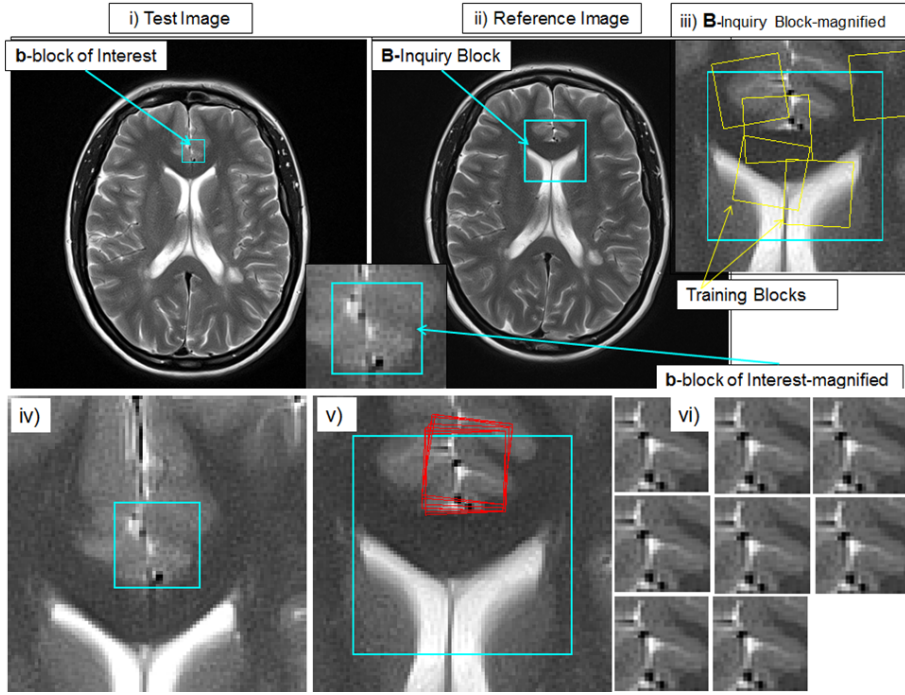 i) Test Image
ii) Reference Image
iii) B-Inquiry Block-magnified
b-block of Interest
B-Inquiry Block
Training Blocks
b-block of Interest-magnified
iv)
v)
vi)